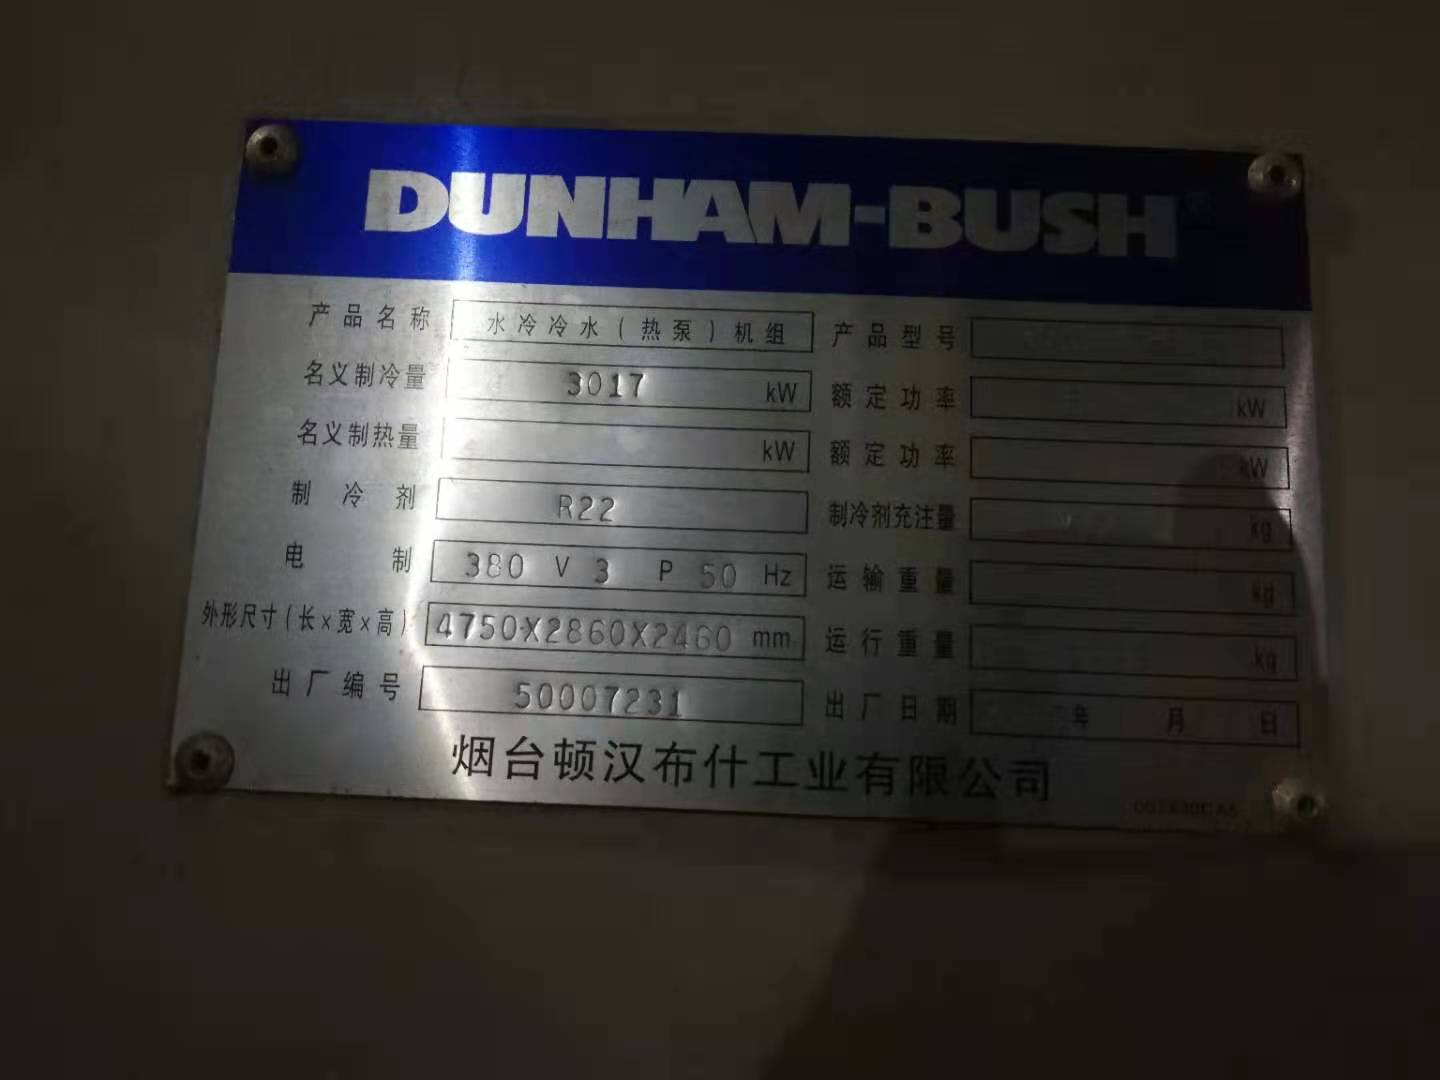 DUNHAM-BUSH
产品名称 水冷冷水(热泵)机组 产品型号
名义制冷量 3017 kW 额定功率 kW
名义制热量 kW 额定功率 kW
制冷剂 R22 制冷剂充注量 kg
电制 380 V 3 P 50 Hz 运输重量 kg
外形尺寸(长×宽×高) 4750X2860X2460 mm 运行重量 kg
出厂编号 50007231 出厂日期 年 月 日
烟台顿汉布什工业有限公司